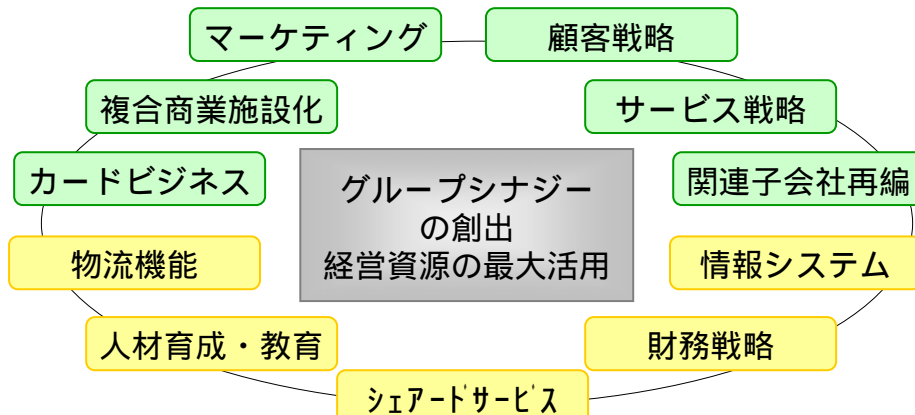 マーケティング
顧客戦略
複合商業施設化
サービス戦略
カードビジネス
グループシナジー
の創出
経営資源の最大活用
関連子会社再編
物流機能
情報システム
人材育成・教育
財務戦略
ｼｪｱｰﾄﾞｻｰﾋﾞｽ